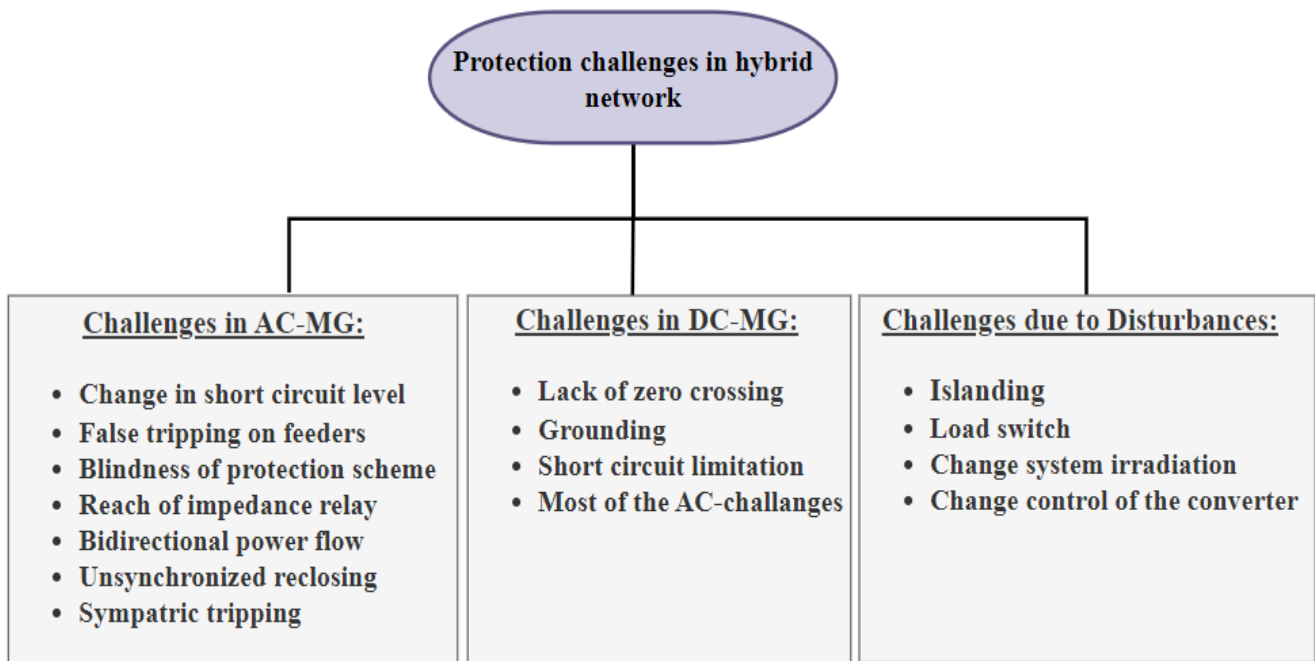 Protection challenges in hybrid
network
Challenges in AC-MG:
• Change in short circuit level
• False tripping on feeders
• Blindness of protection scheme
• Reach of impedance relay
• Bidirectional power flow
• Unsynchronized reclosing
• Sympatric tripping
Challenges in DC-MG:
• Lack of zero crossing
• Grounding
• Short circuit limitation
• Most of the AC-challanges
Challenges due to Disturbances:
• Islanding
• Load switch
• Change system irradiation
• Change control of the converter